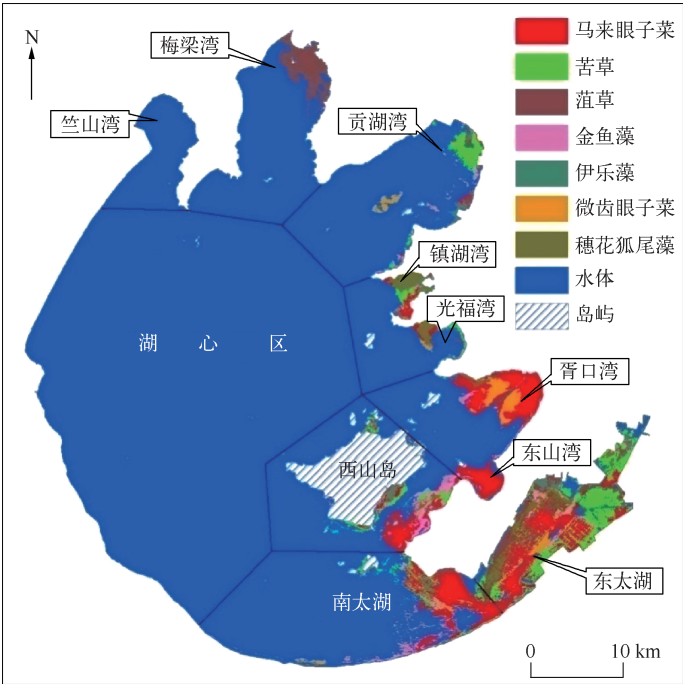 N
梅梁湾
竺山湾
贡湖湾
镇湖湾
光福湾
湖心区
胥口湾
西山岛
东山湾
东太湖
南太湖
马来眼子菜
苦草
菹草
金鱼藻
伊乐藻
微齿眼子菜
穗花狐尾藻
水体
岛屿
0 10 km